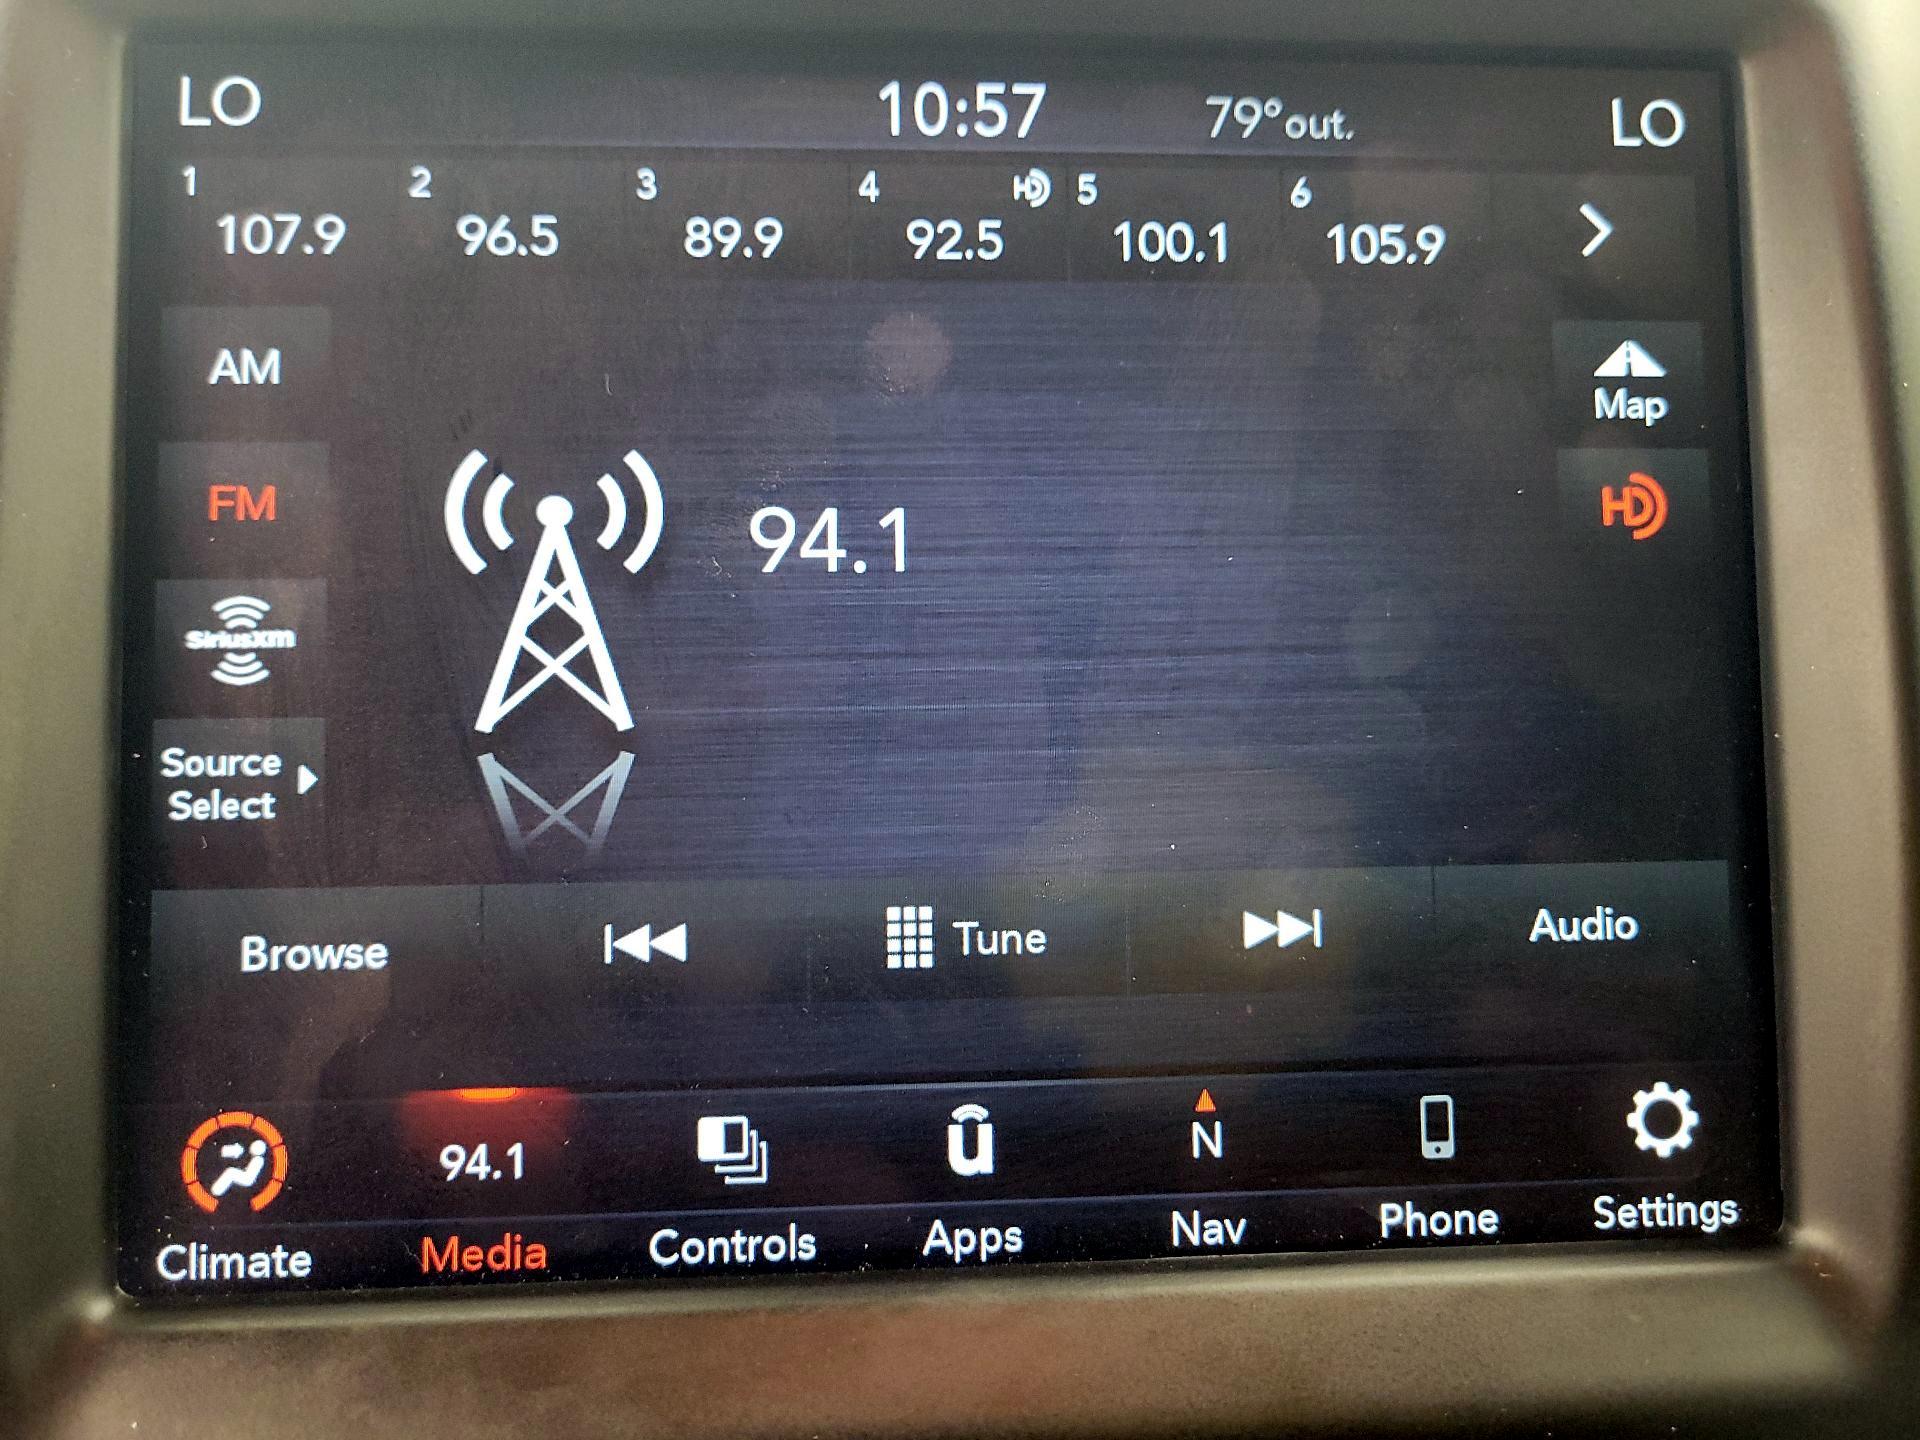 LO 10:57 79° out. LO
1 2 3 4 HD 5 6
107.9 96.5 89.9 92.5 100.1 105.9
AM
Map
FM
HD
94.1
SiriusXM
Source
Select
Browse Tune Audio
94.1 u N
Climate Media Controls Apps Nav Phone Settings